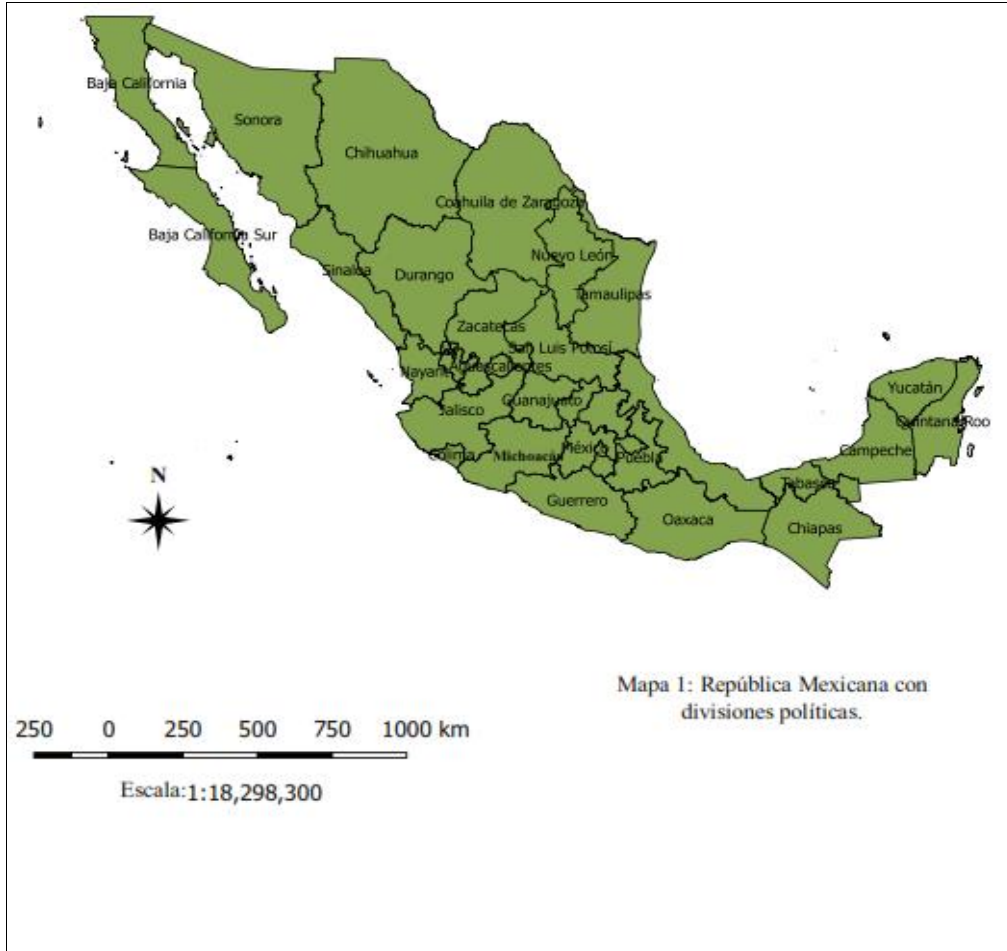 Baja California
Sonora
Chihuahua
Coahuila de Zaragoza
Baja California Sur
Nuevo León
Sinaloa
Durango
Tamaulipas
Zacatecas
San Luis Potosí
Aguascalientes
Nayarit
Yucatán
Guanajuato
Jalisco
Quintana Roo
México
Campeche
Colima
Michoacán
Puebla
Tabasco
N
Guerrero
Oaxaca
Chiapas
Mapa 1: República Mexicana con
divisiones políticas.
250 0 250 500 750 1000 km
Escala:1:18,298,300